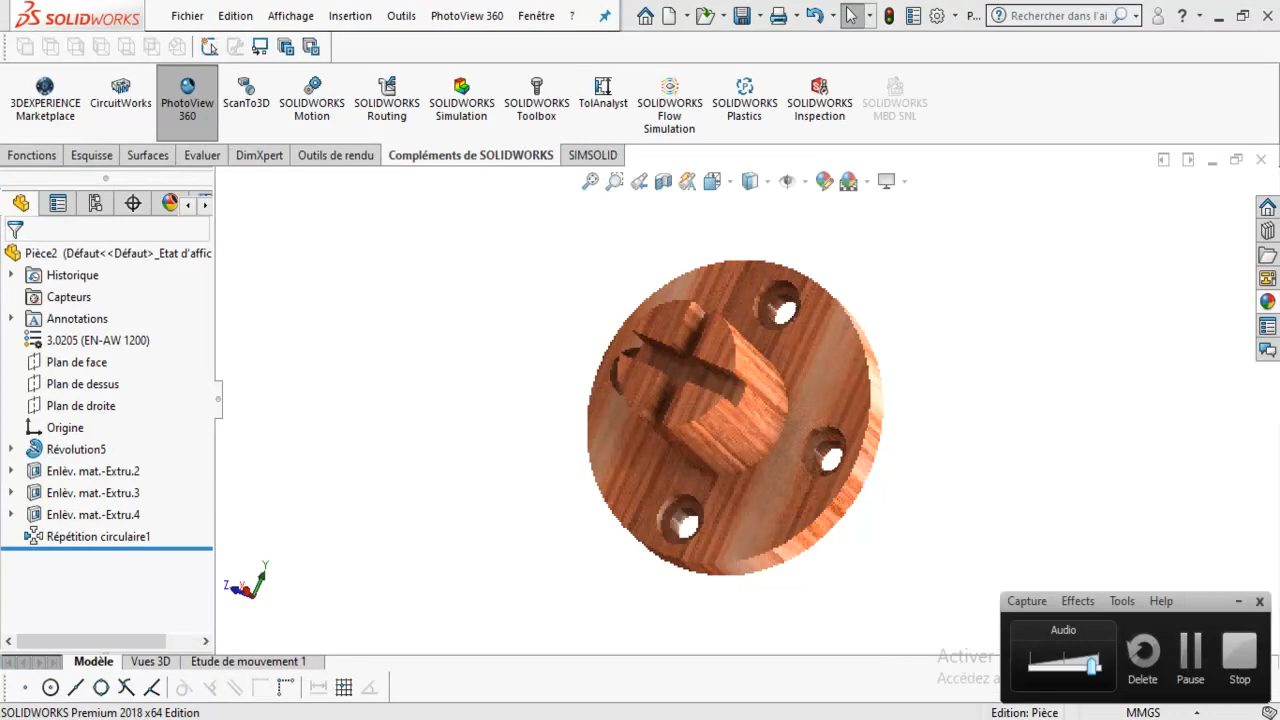 SOLIDWORKS Fichier Edition Affichage Insertion Outils PhotoView 360 Fenêtre ? P... Rechercher dans l'ai ?
3DEXPERIENCE Marketplace
CircuitWorks
PhotoView 360
ScanTo3D
SOLIDWORKS Motion
SOLIDWORKS Routing
SOLIDWORKS Simulation
SOLIDWORKS Toolbox
TolAnalyst
SOLIDWORKS Flow Simulation
SOLIDWORKS Plastics
SOLIDWORKS Inspection
SOLIDWORKS MBD SNL
Fonctions Esquisse Surfaces Evaluer DimXpert Outils de rendu Compléments de SOLIDWORKS SIMSOLID
Pièce2 (Défaut<<Défaut>_Etat d'affic
Historique
Capteurs
Annotations
3.0205 (EN-AW 1200)
Plan de face
Plan de dessus
Plan de droite
Origine
Révolution5
Enlèv. mat.-Extru.2
Enlèv. mat.-Extru.3
Enlèv. mat.-Extru.4
Répétition circulaire1
Y
Z
X
Capture Effects Tools Help
Audio
Delete Pause Stop
Activer
Accédez a
Modèle Vues 3D Etude de mouvement 1
SOLIDWORKS Premium 2018 x64 Edition Edition: Pièce MMGS